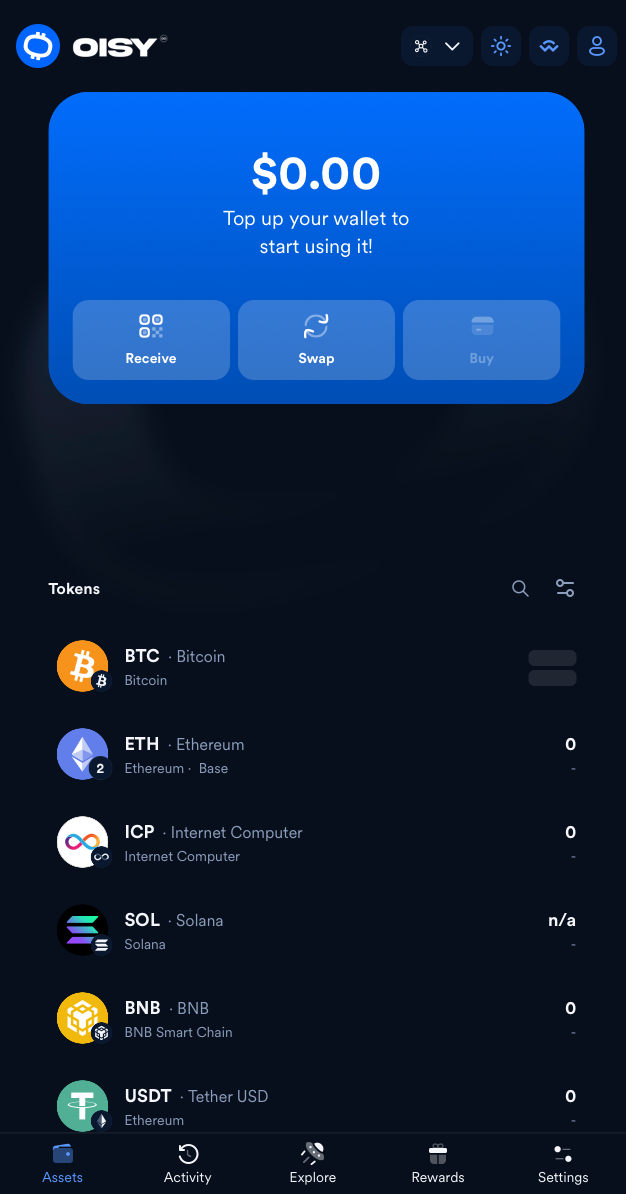 OISY
$0.00
Top up your wallet to
start using it!
Receive
Swap
Buy
Tokens
BTC · Bitcoin
Bitcoin
ETH · Ethereum
0
2
Ethereum · Base
-
ICP · Internet Computer
0
Internet Computer
-
SOL · Solana
n/a
Solana
-
BNB · BNB
0
BNB Smart Chain
-
USDT · Tether USD
0
Ethereum
-
Assets
Activity
Explore
Rewards
Settings